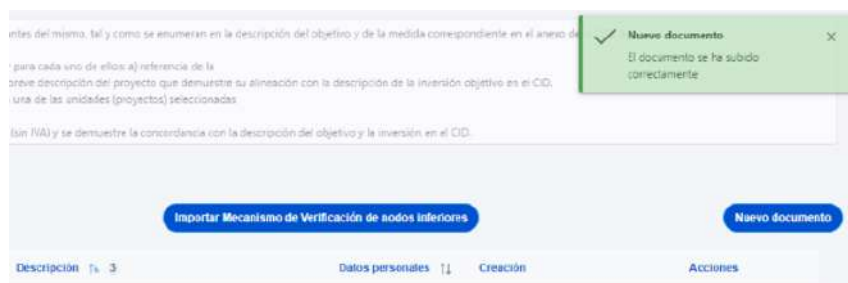 ntes del mismo, tal y como se enumeran en la descripción del objetivo y de la medida correspondiente en el anexo de
Nuevo documento
El documento se ha subido
correctamente
para cada uno de ellos: a) referencia de la
breve descripción del proyecto que demuestre su alineación con la descripción de la inversión objetivo en el CID.
una de las unidades (proyectos) seleccionadas
(sin IVA) y se demuestre la concordancia con la descripción del objetivo y la inversión en el CID.
Importar Mecanismo de Verificación de nodos inferiores
Nuevo documento
Descripción 3 Datos personales Creación Acciones